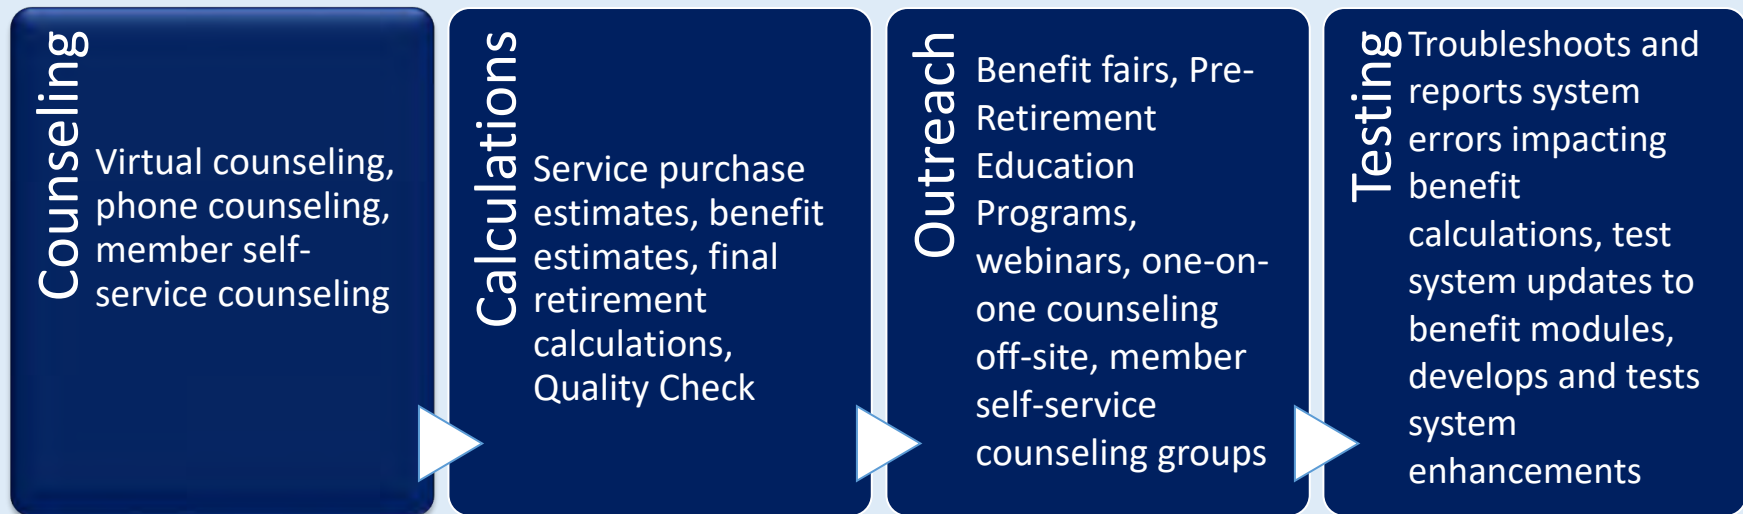 Counseling
Virtual counseling,
phone counseling,
member self-
service counseling
Calculations
Service purchase
estimates, benefit
estimates, final
retirement
calculations,
Quality Check
Outreach
Benefit fairs, Pre-
Retirement
Education
Programs,
webinars, one-on-
one counseling
off-site, member
self-service
counseling groups
Testing
Troubleshoots and
reports system
errors impacting
benefit
calculations, test
system updates to
benefit modules,
develops and tests
system
enhancements